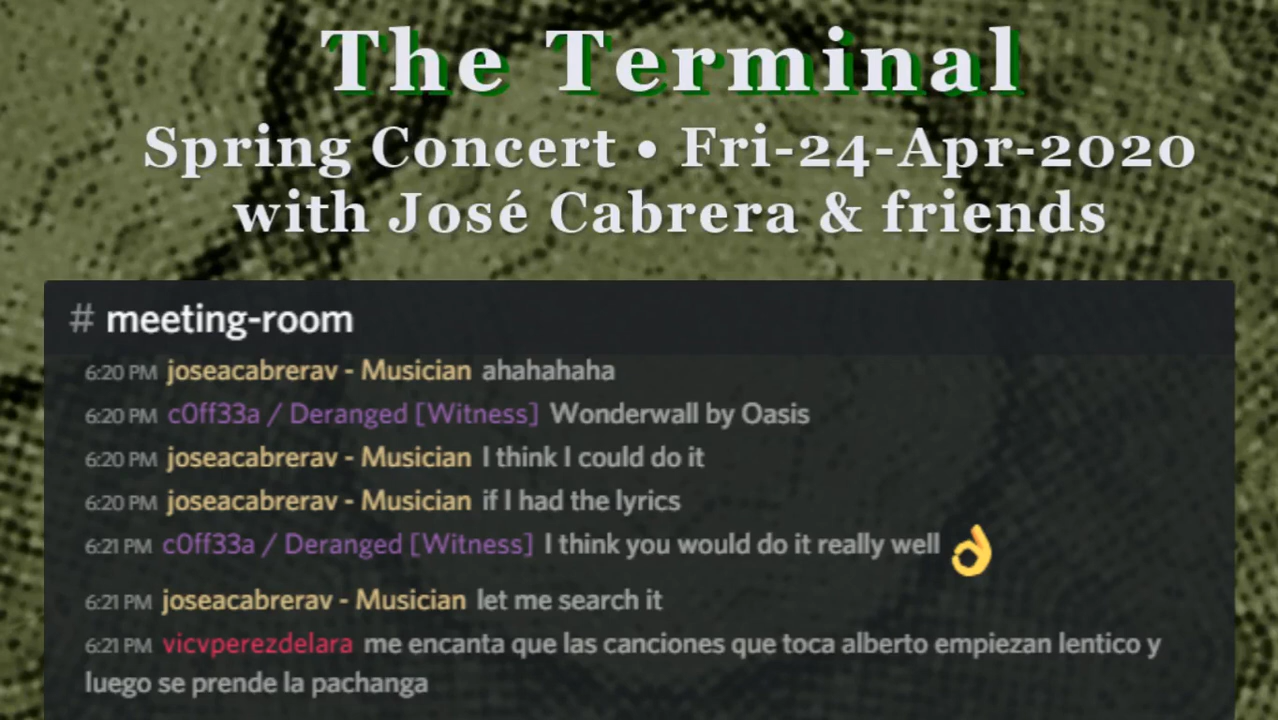 The Terminal
Spring Concert • Fri-24-Apr-2020
with José Cabrera & friends
# meeting-room
6:20 PM joseacabrerav - Musician ahahahaha
6:20 PM c0ff33a / Deranged [Witness] Wonderwall by Oasis
6:20 PM joseacabrerav - Musician I think I could do it
6:20 PM joseacabrerav - Musician if I had the lyrics
6:21 PM c0ff33a / Deranged [Witness] I think you would do it really well 👌
6:21 PM joseacabrerav - Musician let me search it
6:21 PM vicvperezdelara me encanta que las canciones que toca alberto empiezan lentico y
luego se prende la pachanga